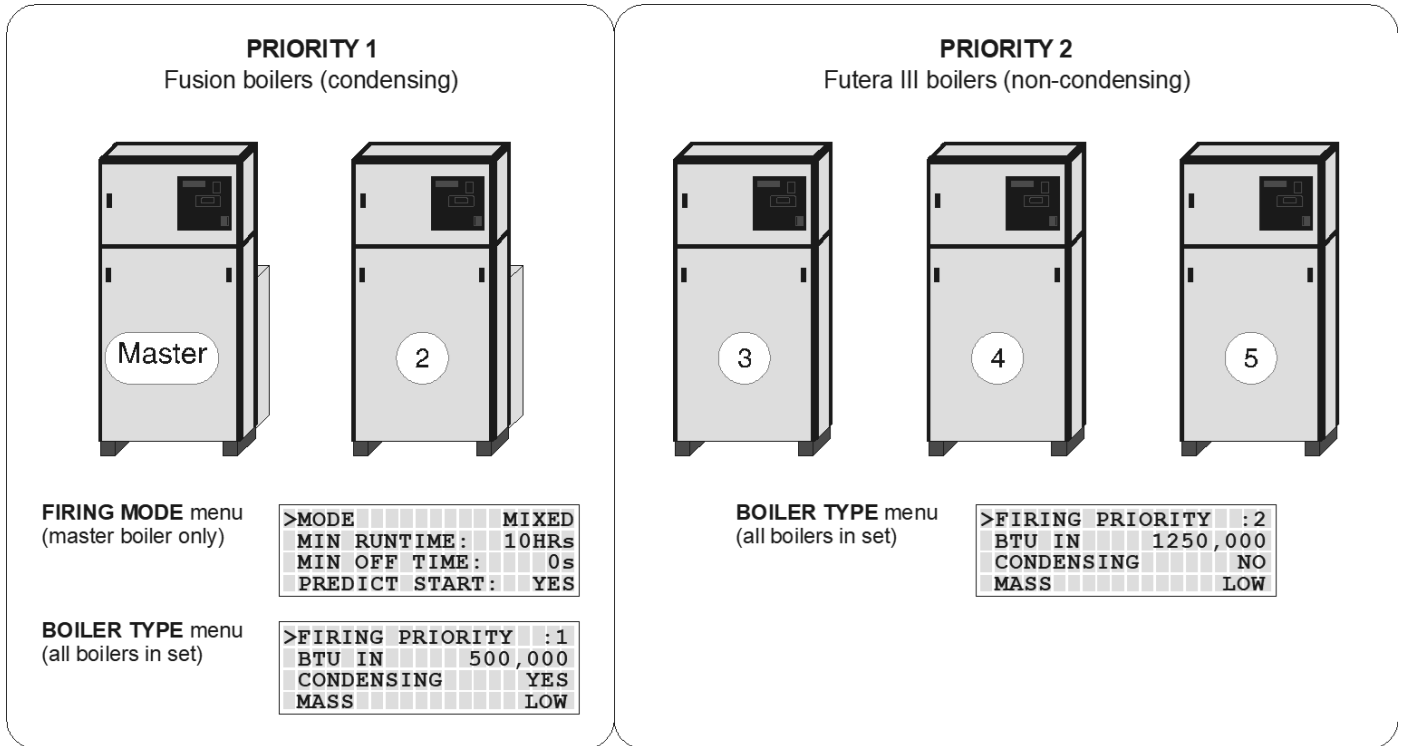 PRIORITY 1
Fusion boilers (condensing)
Master
2
FIRING MODE menu
(master boiler only)
>MODE MIXED
MIN RUNTIME: 10HRs
MIN OFF TIME: 0s
PREDICT START: YES
BOILER TYPE menu
(all boilers in set)
>FIRING PRIORITY :1
BTU IN 500,000
CONDENSING YES
MASS LOW
PRIORITY 2
Futera III boilers (non-condensing)
3
4
5
BOILER TYPE menu
(all boilers in set)
>FIRING PRIORITY :2
BTU IN 1250,000
CONDENSING NO
MASS LOW